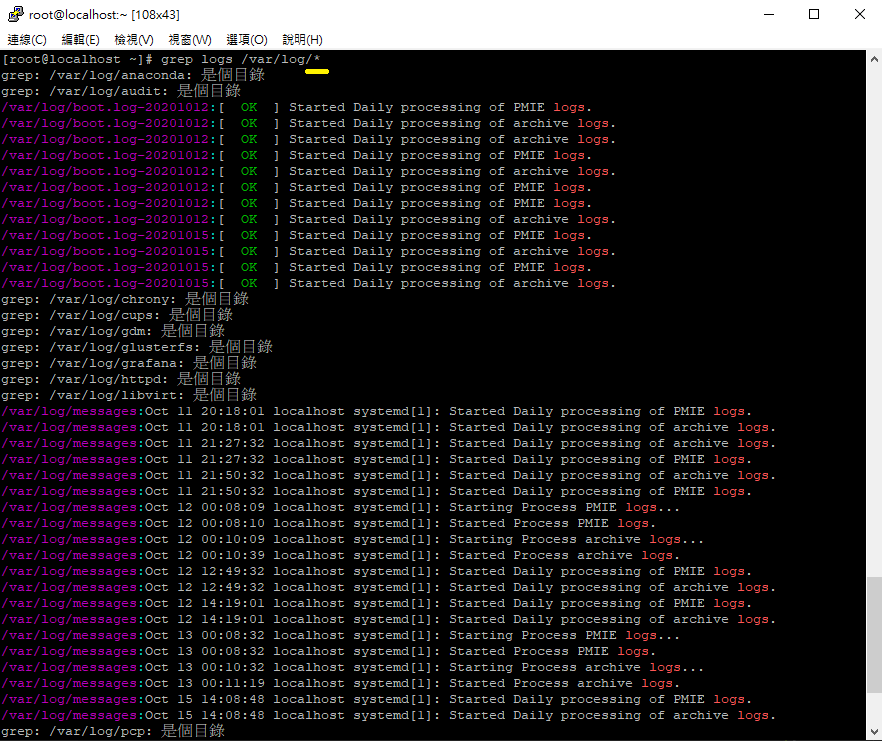 root@localhost:~ [108x43]
連線(C) 編輯(E) 檢視(V) 視窗(W) 選項(O) 說明(H)
[root@localhost ~]# grep logs /var/log/*
grep: /var/log/anaconda: 是個目錄
grep: /var/log/audit: 是個目錄
/var/log/boot.log-20201012:[  OK  ] Started Daily processing of PMIE logs.
/var/log/boot.log-20201012:[  OK  ] Started Daily processing of archive logs.
/var/log/boot.log-20201012:[  OK  ] Started Daily processing of archive logs.
/var/log/boot.log-20201012:[  OK  ] Started Daily processing of PMIE logs.
/var/log/boot.log-20201012:[  OK  ] Started Daily processing of archive logs.
/var/log/boot.log-20201012:[  OK  ] Started Daily processing of PMIE logs.
/var/log/boot.log-20201012:[  OK  ] Started Daily processing of PMIE logs.
/var/log/boot.log-20201012:[  OK  ] Started Daily processing of archive logs.
/var/log/boot.log-20201015:[  OK  ] Started Daily processing of PMIE logs.
/var/log/boot.log-20201015:[  OK  ] Started Daily processing of archive logs.
/var/log/boot.log-20201015:[  OK  ] Started Daily processing of PMIE logs.
/var/log/boot.log-20201015:[  OK  ] Started Daily processing of archive logs.
grep: /var/log/chrony: 是個目錄
grep: /var/log/cups: 是個目錄
grep: /var/log/gdm: 是個目錄
grep: /var/log/glusterfs: 是個目錄
grep: /var/log/grafana: 是個目錄
grep: /var/log/httpd: 是個目錄
grep: /var/log/libvirt: 是個目錄
/var/log/messages:Oct 11 20:18:01 localhost systemd[1]: Started Daily processing of PMIE logs.
/var/log/messages:Oct 11 20:18:01 localhost systemd[1]: Started Daily processing of archive logs.
/var/log/messages:Oct 11 21:27:32 localhost systemd[1]: Started Daily processing of archive logs.
/var/log/messages:Oct 11 21:27:32 localhost systemd[1]: Started Daily processing of PMIE logs.
/var/log/messages:Oct 11 21:50:32 localhost systemd[1]: Started Daily processing of archive logs.
/var/log/messages:Oct 11 21:50:32 localhost systemd[1]: Started Daily processing of PMIE logs.
/var/log/messages:Oct 12 00:08:09 localhost systemd[1]: Starting Process PMIE logs...
/var/log/messages:Oct 12 00:08:10 localhost systemd[1]: Started Process PMIE logs.
/var/log/messages:Oct 12 00:10:09 localhost systemd[1]: Starting Process archive logs...
/var/log/messages:Oct 12 00:10:39 localhost systemd[1]: Started Process archive logs.
/var/log/messages:Oct 12 12:49:32 localhost systemd[1]: Started Daily processing of PMIE logs.
/var/log/messages:Oct 12 12:49:32 localhost systemd[1]: Started Daily processing of archive logs.
/var/log/messages:Oct 12 14:19:01 localhost systemd[1]: Started Daily processing of PMIE logs.
/var/log/messages:Oct 12 14:19:01 localhost systemd[1]: Started Daily processing of archive logs.
/var/log/messages:Oct 13 00:08:32 localhost systemd[1]: Starting Process PMIE logs...
/var/log/messages:Oct 13 00:08:32 localhost systemd[1]: Started Process PMIE logs.
/var/log/messages:Oct 13 00:10:32 localhost systemd[1]: Starting Process archive logs...
/var/log/messages:Oct 13 00:11:19 localhost systemd[1]: Started Process archive logs.
/var/log/messages:Oct 15 14:08:48 localhost systemd[1]: Started Daily processing of PMIE logs.
/var/log/messages:Oct 15 14:08:48 localhost systemd[1]: Started Daily processing of archive logs.
grep: /var/log/pcp: 是個目錄